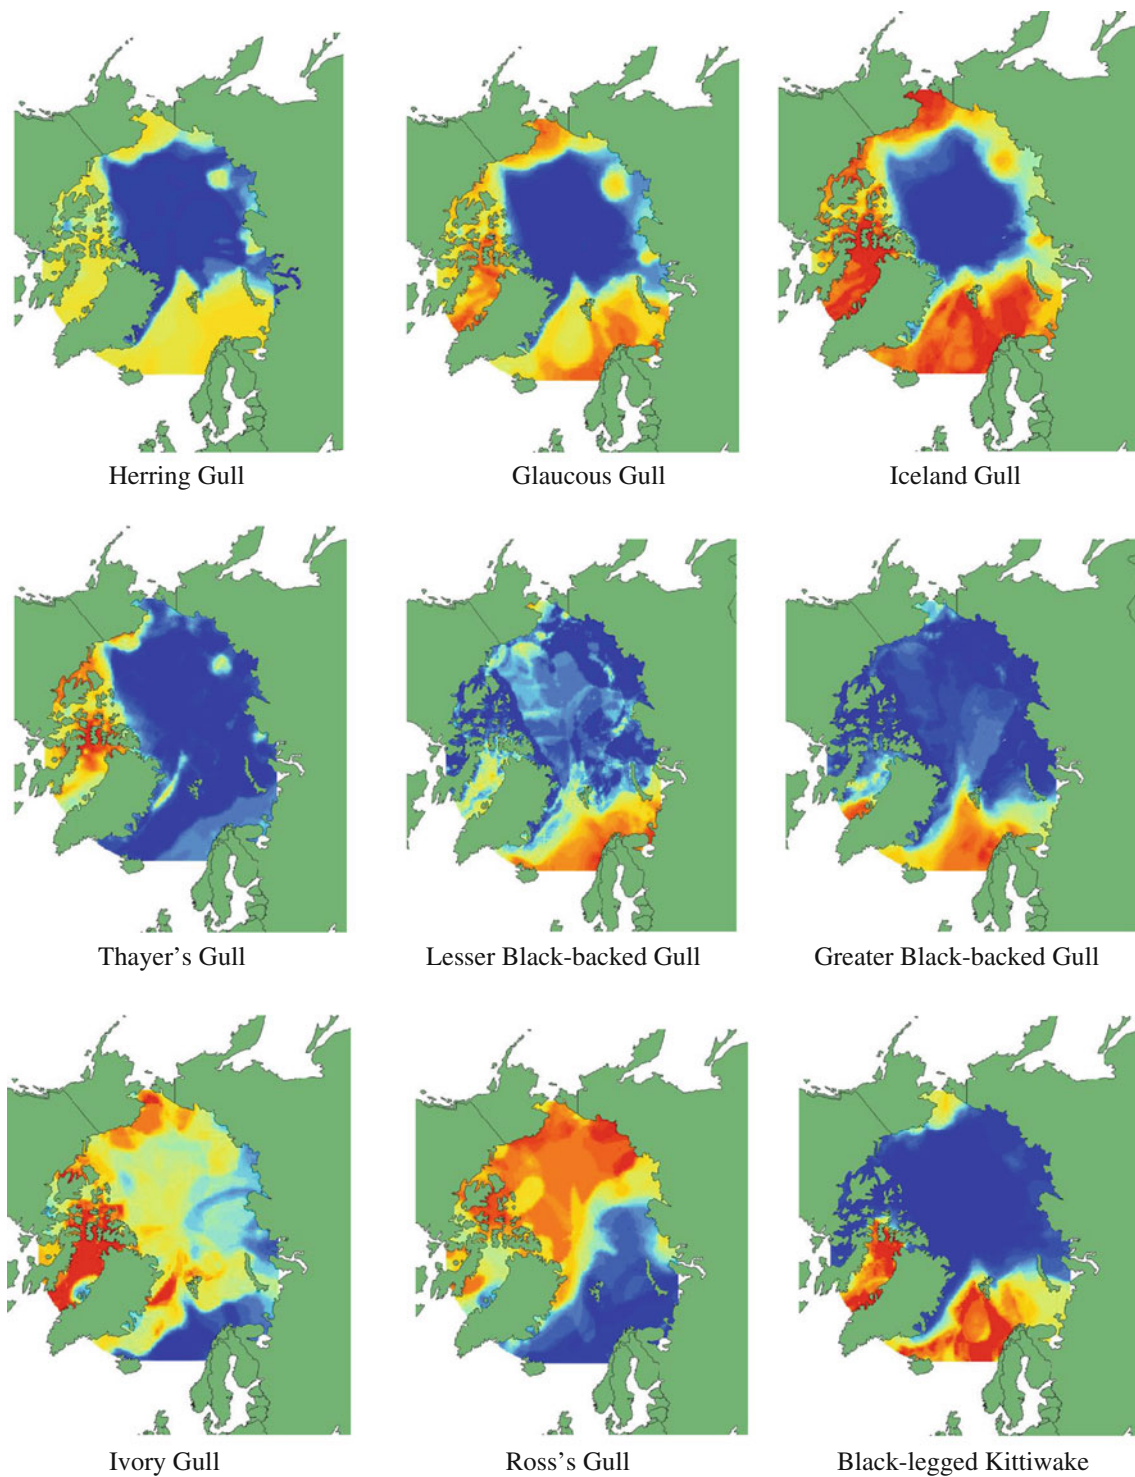 Herring Gull
Glaucous Gull
Iceland Gull
Thayer's Gull
Lesser Black-backed Gull
Greater Black-backed Gull
Ivory Gull
Ross's Gull
Black-legged Kittiwake